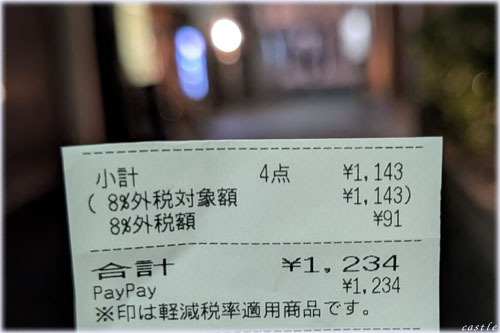 小計 4点 ¥1,143
( 8%外税対象額 ¥1,143)
8%外税額 ¥91
合計 ¥1,234
PayPay ¥1,234
※印は軽減税率適用商品です。
castle